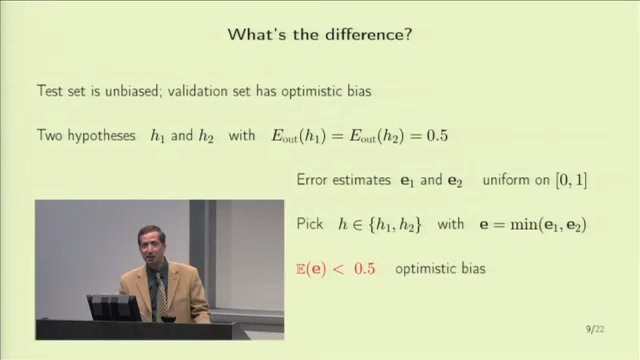 What's the difference?
Test set is unbiased; validation set has optimistic bias
Two hypotheses h₁ and h₂ with E_out(h₁) = E_out(h₂) = 0.5
Error estimates e₁ and e₂ uniform on [0, 1]
Pick h ∈ {h₁, h₂} with e = min(e₁, e₂)
𝔼(e) < 0.5 optimistic bias
9/22